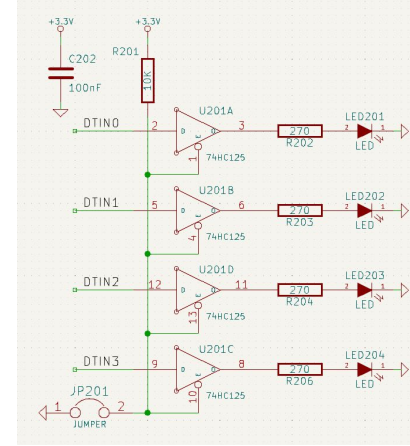 +3.3V +3.3V
R201
C202
10K
100nF
U201A
LED201
DTIN0 2 D O 3 270 2 1
E R202 LED
1 74HC125
U201B
LED202
DTIN1 5 D O 6 270 2 1
E R203 LED
4 74HC125
U201D
LED203
DTIN2 12 D O 11 270 2 1
E R204 LED
13 74HC125
U201C
LED204
DTIN3 9 D O 8 270 2 1
E R206 LED
JP201
10 74HC125
1 2
JUMPER